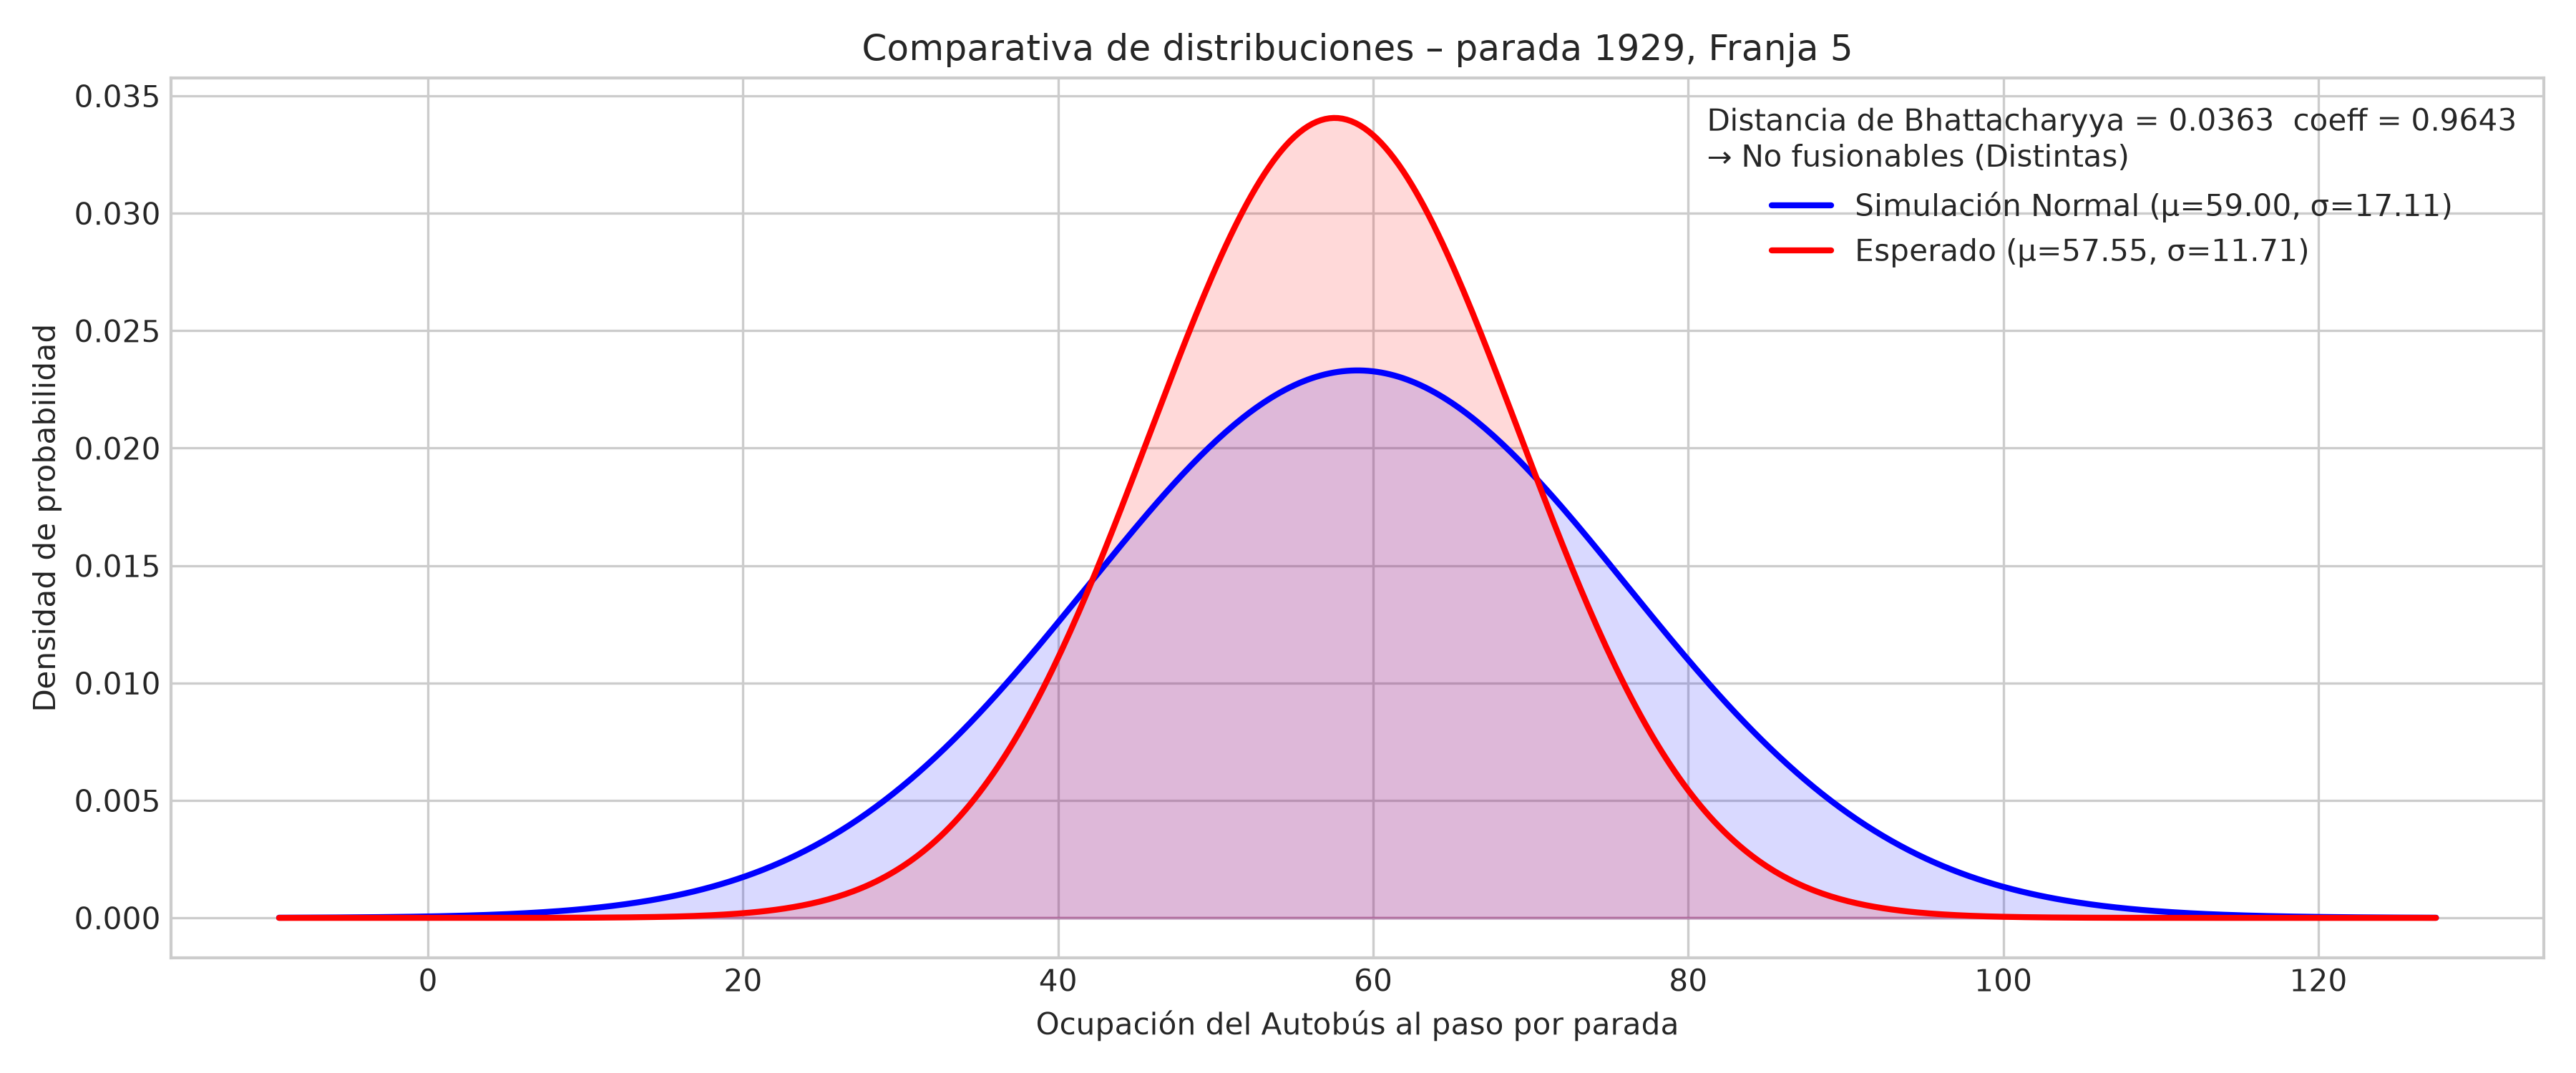 Comparativa de distribuciones – parada 1929, Franja 5
Distancia de Bhattacharyya = 0.0363  coeff = 0.9643
→ No fusionables (Distintas)
Simulación Normal (μ=59.00, σ=17.11)
Esperado (μ=57.55, σ=11.71)
Densidad de probabilidad
0.035
0.030
0.025
0.020
0.015
0.010
0.005
0.000
0 20 40 60 80 100 120
Ocupación del Autobús al paso por parada